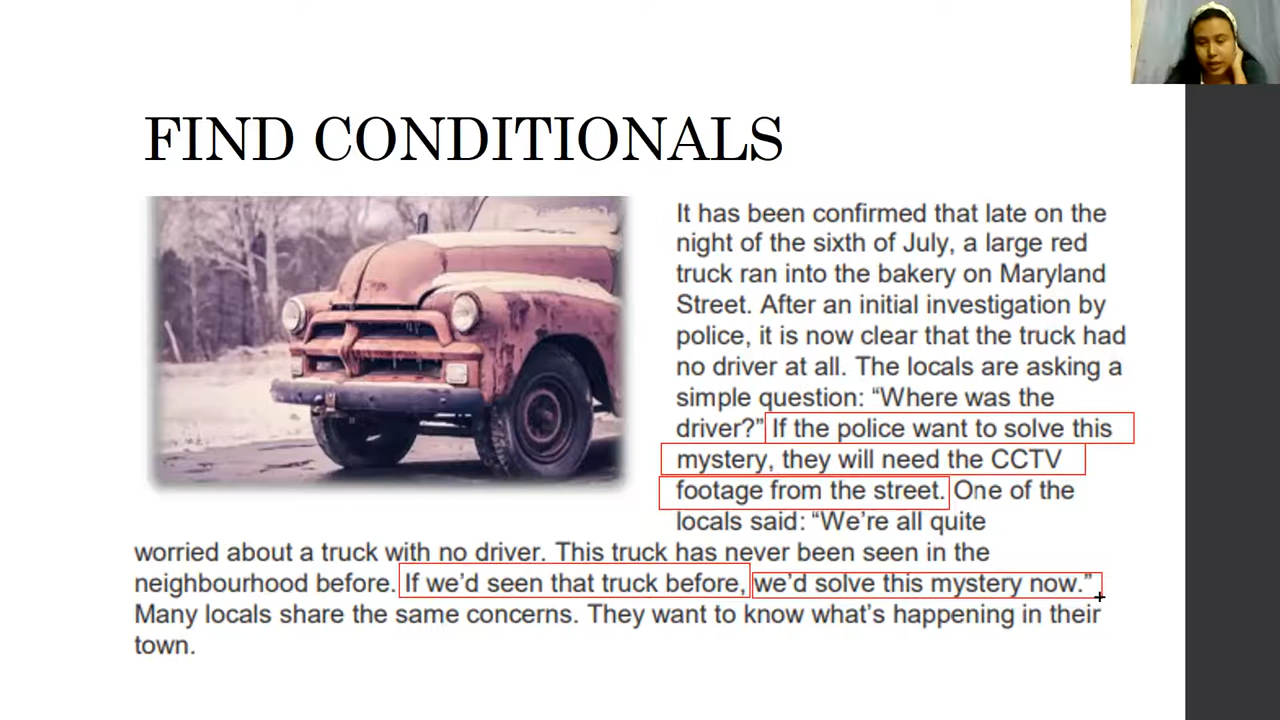 FIND CONDITIONALS
It has been confirmed that late on the
night of the sixth of July, a large red
truck ran into the bakery on Maryland
Street. After an initial investigation by
police, it is now clear that the truck had
no driver at all. The locals are asking a
simple question: “Where was the
driver?” If the police want to solve this
mystery, they will need the CCTV
footage from the street. One of the
locals said: “We’re all quite
worried about a truck with no driver. This truck has never been seen in the
neighbourhood before. If we’d seen that truck before, we’d solve this mystery now.”
Many locals share the same concerns. They want to know what’s happening in their
town.